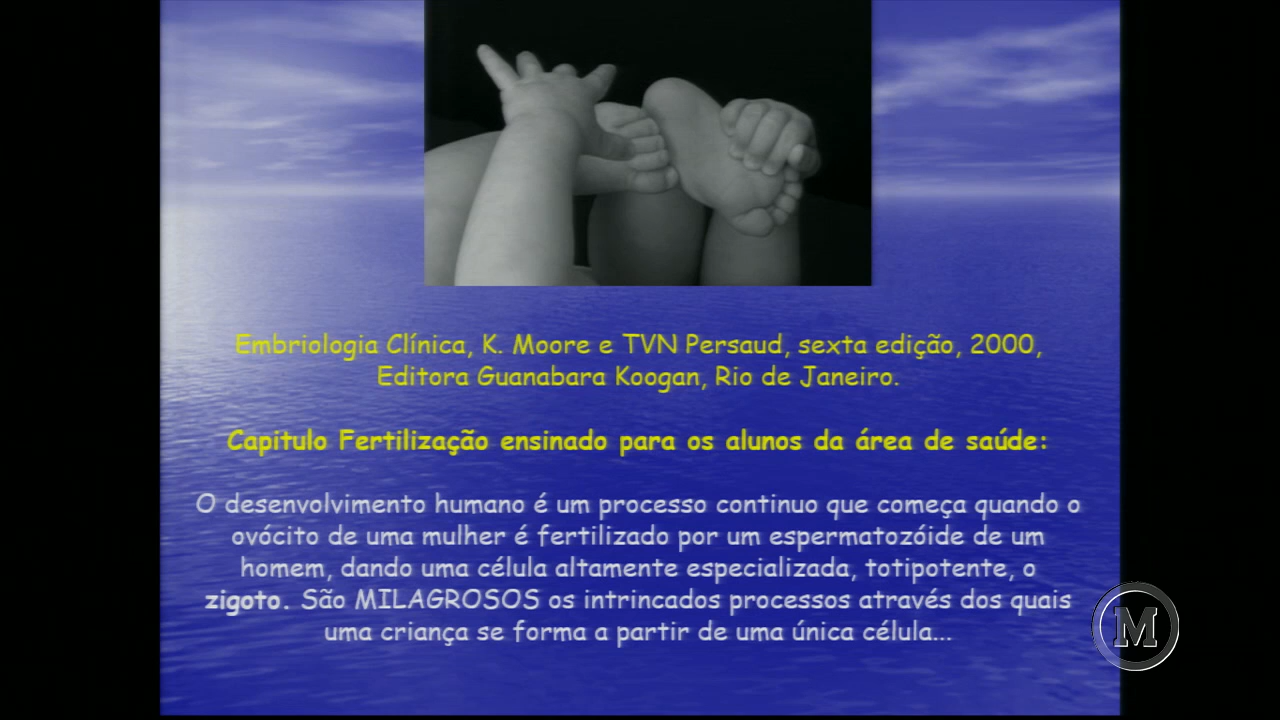 Embriologia Clínica, K. Moore e TVN Persaud, sexta edição, 2000,
Editora Guanabara Koogan, Rio de Janeiro.
Capitulo Fertilização ensinado para os alunos da área de saúde:
O desenvolvimento humano é um processo continuo que começa quando o
ovócito de uma mulher é fertilizado por um espermatozóide de um
homem, dando uma célula altamente especializada, totipotente, o
zigoto. São MILAGROSOS os intrincados processos através dos quais
uma criança se forma a partir de uma única célula...
M